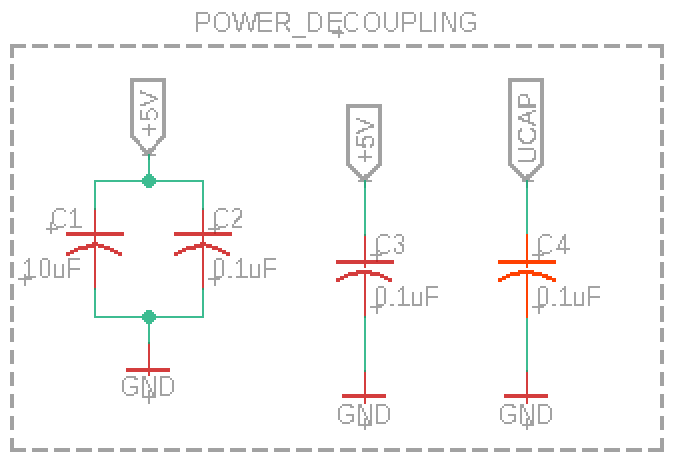 POWER_DECOUPLING
+5V
+5V
UCAP
C1
C2
C3
C4
10uF
0.1uF
0.1uF
0.1uF
GND
GND
GND